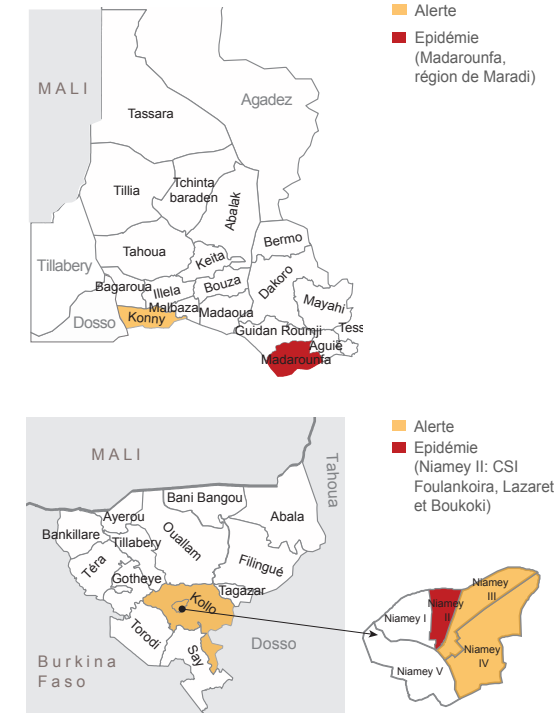 Alerte
Epidémie
(Madarounfa,
région de Maradi)
MALI
Agadez
Tassara
Tillia
Tchinta
baraden
Abalak
Bermo
Tahoua
Keita
Tillabery
Dakoro
Bagaroua
Illela
Bouza
Mayahi
Malbaza
Madaoua
Konny
Dosso
Guidan Roumji
Tess
Aguié
Madarounfa
Alerte
Epidémie
(Niamey II: CSI
Foulankoira, Lazaret
et Boukoki)
MALI
Tahoua
Bani Bangou
Abala
Ayerou
Bankillare
Tillabery
Ouallam
Filingué
Téra
Gotheye
Tagazar
Kollo
Torodi
Say
Dosso
Burkina
Faso
Niamey
III
Niamey
II
Niamey I
Niamey
IV
Niamey V